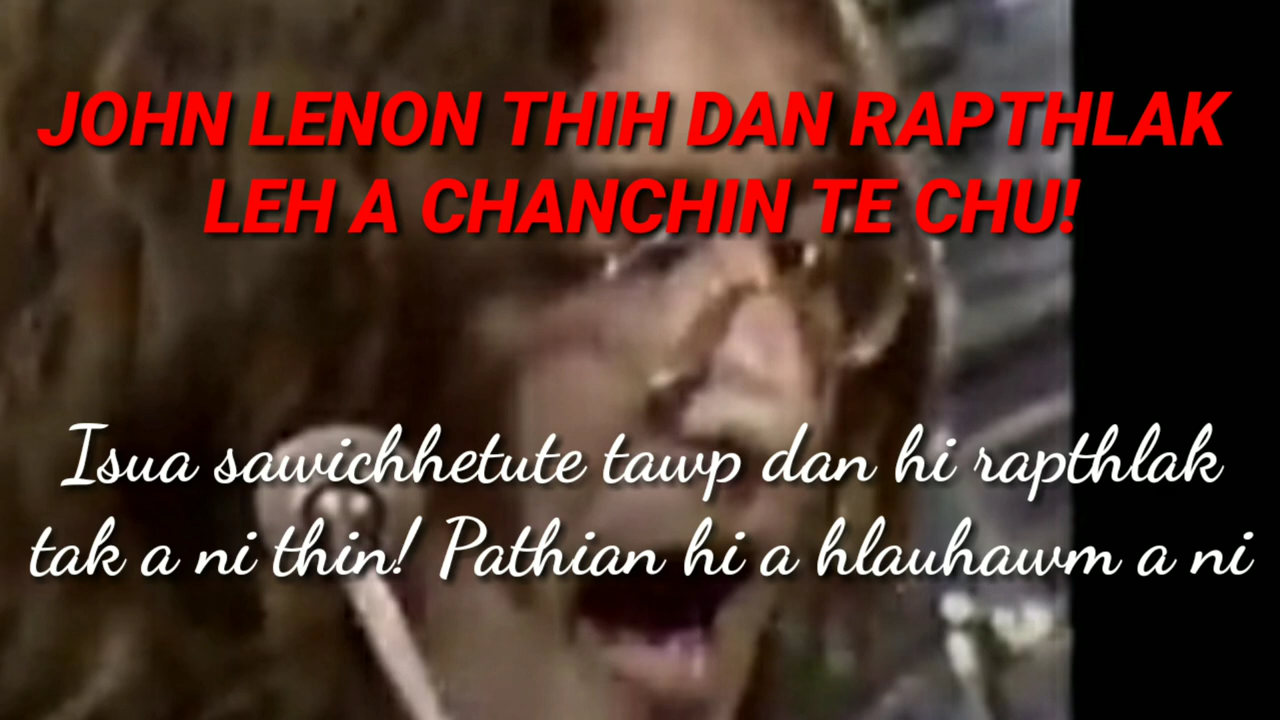 JOHN LENON THIH DAN RAPTHLAK
LEH A CHANCHIN TE CHU!
Isua sawichhetute tawp dan hi rapthlak
tak a ni thin! Pathian hi a hlauhawm a ni